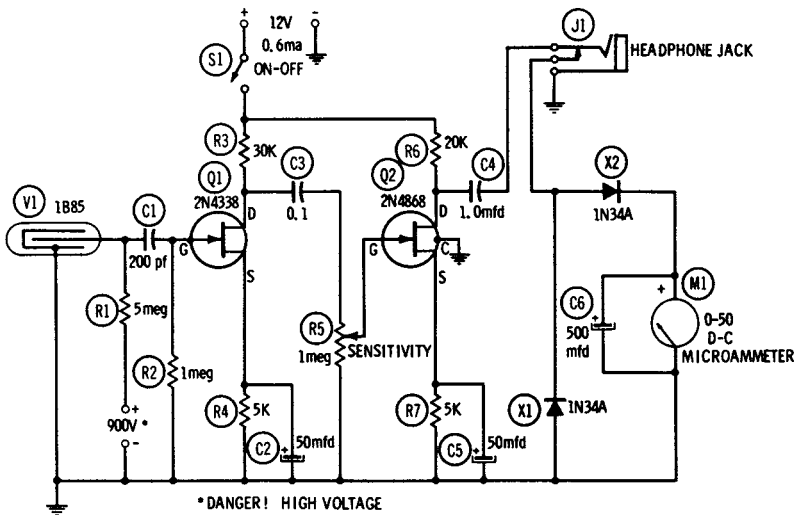 + 12V -
0.6ma
S1 ON-OFF
J1
HEADPHONE JACK
R3 30K
R6 20K
Q1
2N4338
C3
0.1
Q2
2N4868
C4
1.0mfd
X2
1N34A
V1 1B85
C1
200 pf
D
G
S
D
G C
S
R1 5meg
R2 1meg
R5
1meg SENSITIVITY
+ M1
C6 +
500
mfd
0-50
D-C
MICROAMMETER
+
900V *
-
R4 5K
C2 + 50mfd
R7 5K
C5 + 50mfd
X1 1N34A
*DANGER! HIGH VOLTAGE